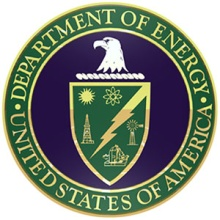 · DEPARTMENT OF ENERGY ·
UNITED STATES OF AMERICA